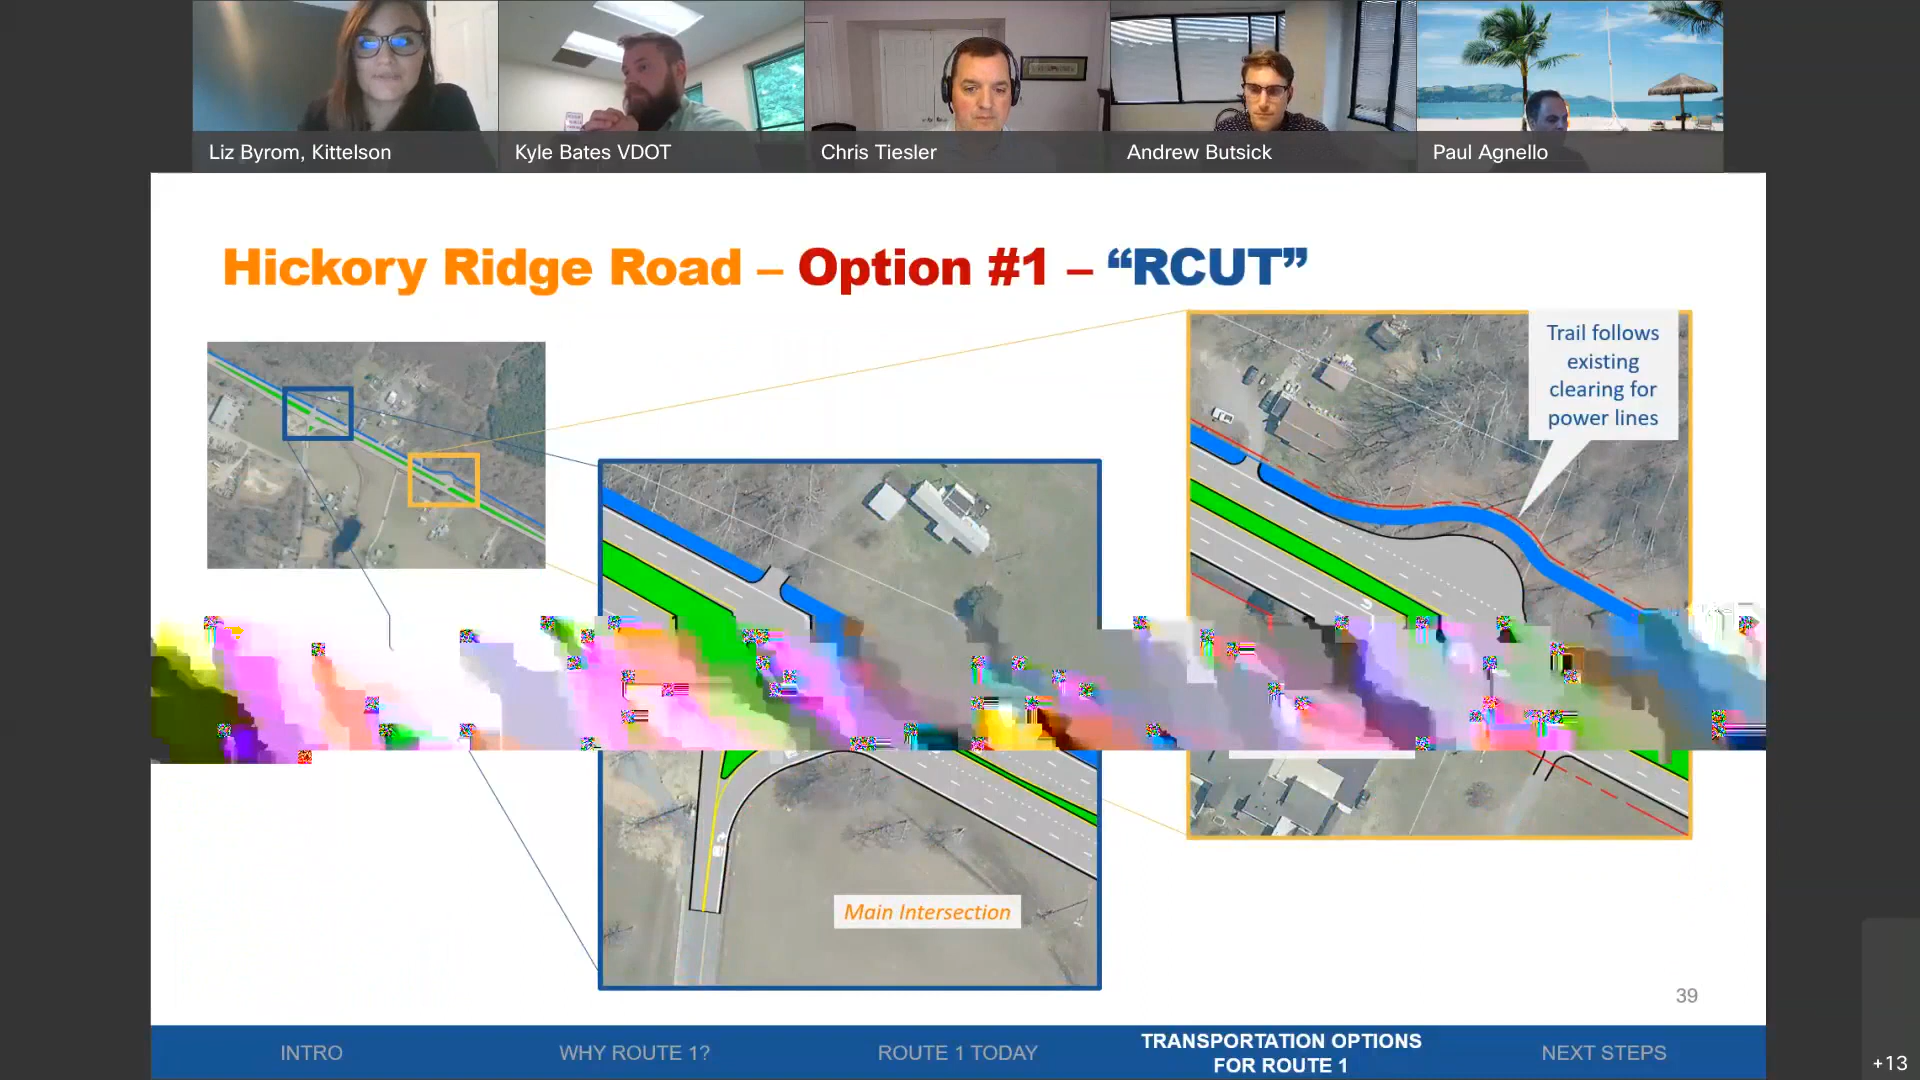 Liz Byrom, Kittelson
Kyle Bates VDOT
Chris Tiesler
Andrew Butsick
Paul Agnello
Hickory Ridge Road – Option #1 – “RCUT”
Trail follows
existing
clearing for
power lines
Main Intersection
39
INTRO
WHY ROUTE 1?
ROUTE 1 TODAY
TRANSPORTATION OPTIONS
FOR ROUTE 1
NEXT STEPS
+13